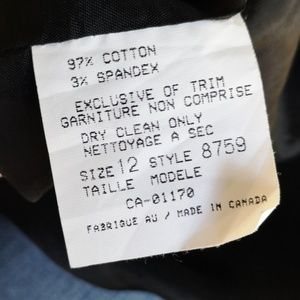 97% COTTON
3% SPANDEX
EXCLUSIVE OF TRIM
GARNITURE NON COMPRISE
DRY CLEAN ONLY
NETTOYAGE A SEC
SIZE 12 STYLE 8759
TAILLE MODELE
CA-01170
FABRIQUE AU / MADE IN CANADA